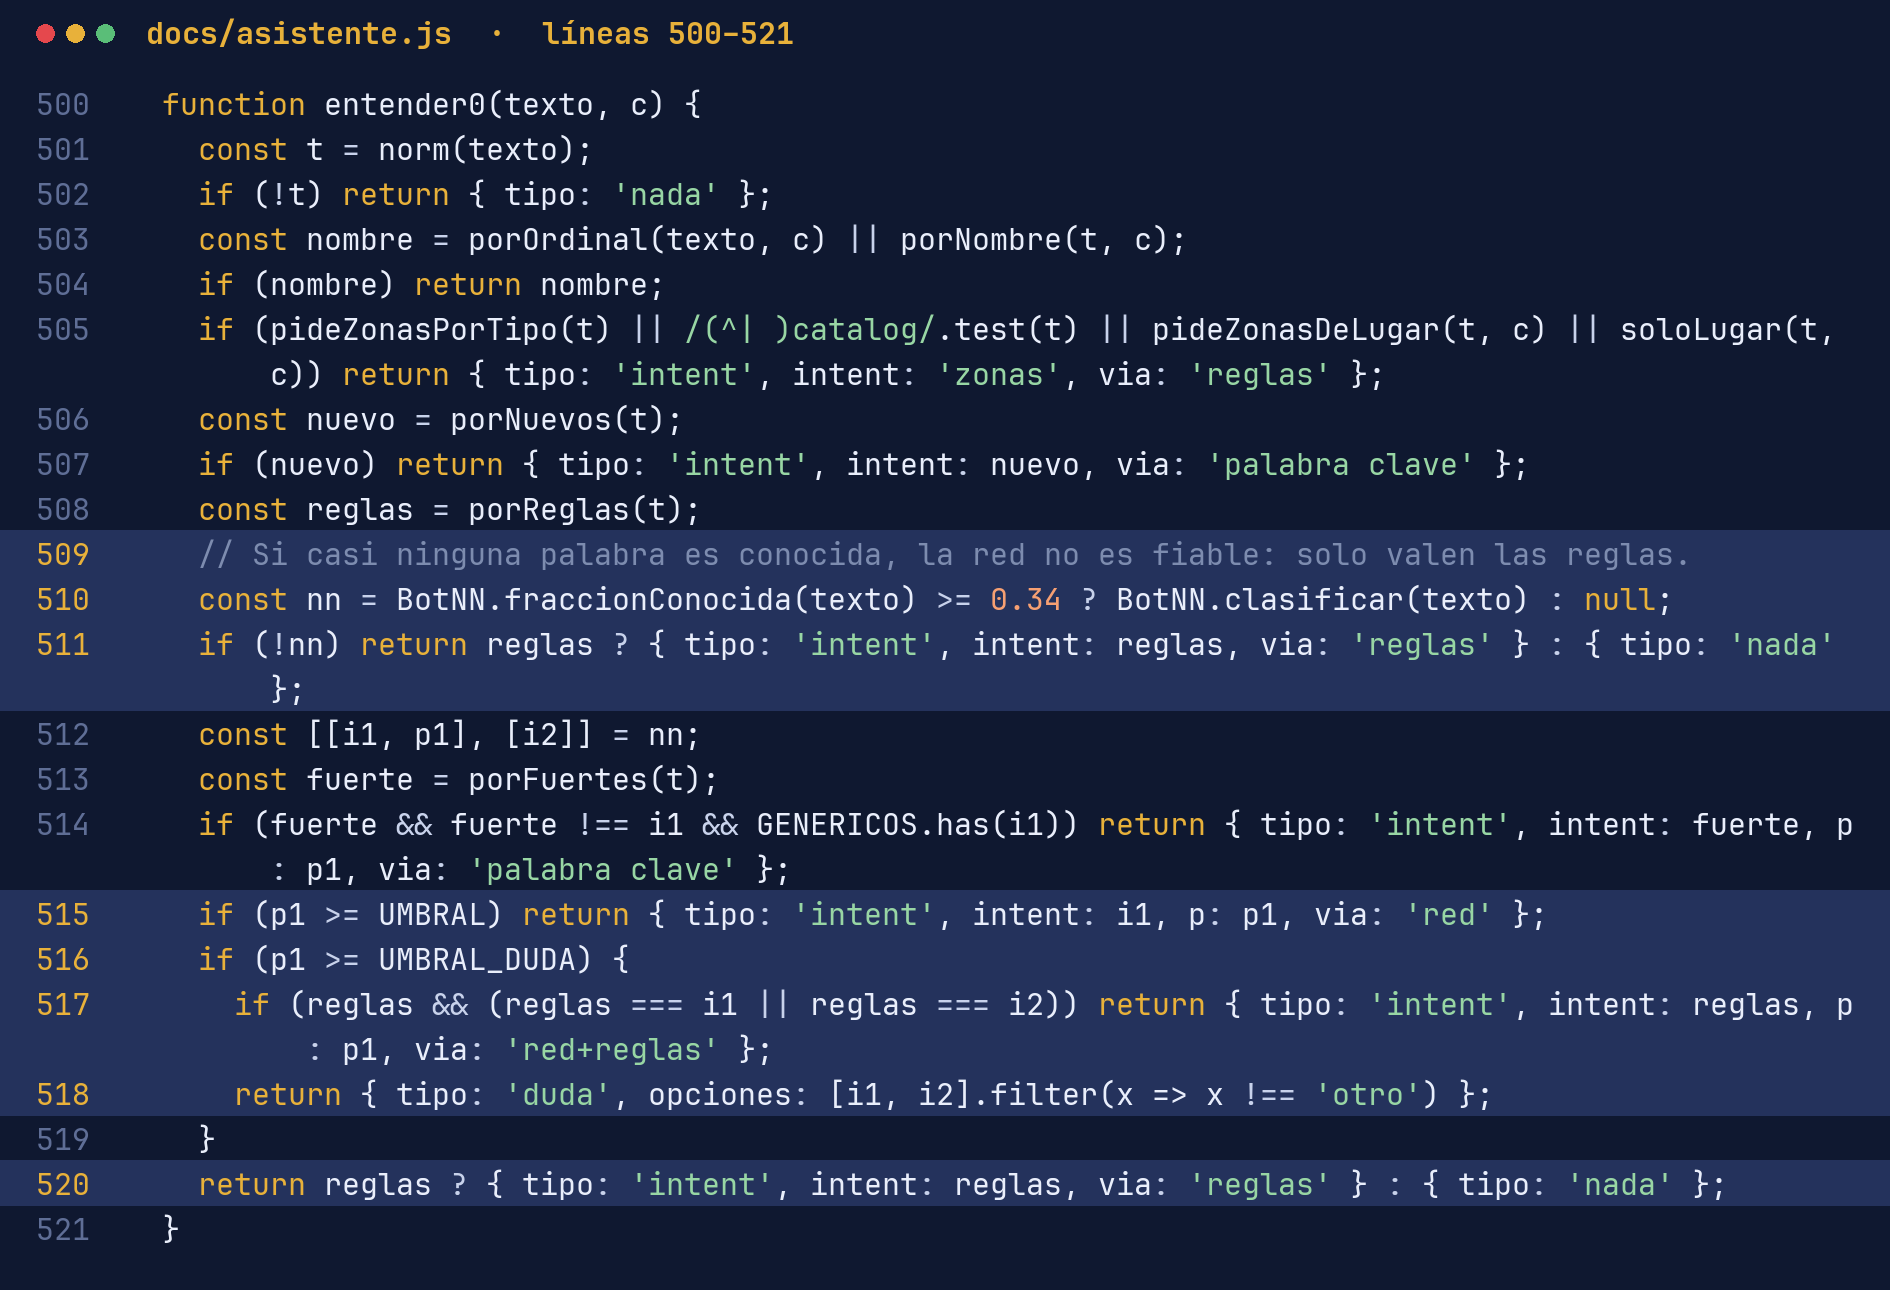 docs/asistente.js · líneas 500-521
500 function entender0(texto, c) {
501 const t = norm(texto);
502 if (!t) return { tipo: 'nada' };
503 const nombre = porOrdinal(texto, c) || porNombre(t, c);
504 if (nombre) return nombre;
505 if (pideZonasPorTipo(t) || /(^| )catalog/.test(t) || pideZonasDeLugar(t, c) || soloLugar(t,
c)) return { tipo: 'intent', intent: 'zonas', via: 'reglas' };
506 const nuevo = porNuevos(t);
507 if (nuevo) return { tipo: 'intent', intent: nuevo, via: 'palabra clave' };
508 const reglas = porReglas(t);
509 // Si casi ninguna palabra es conocida, la red no es fiable: solo valen las reglas.
510 const nn = BotNN.fraccionConocida(texto) >= 0.34 ? BotNN.clasificar(texto) : null;
511 if (!nn) return reglas ? { tipo: 'intent', intent: reglas, via: 'reglas' } : { tipo: 'nada'
};
512 const [[i1, p1], [i2]] = nn;
513 const fuerte = porFuertes(t);
514 if (fuerte && fuerte !== i1 && GENERICOS.has(i1)) return { tipo: 'intent', intent: fuerte, p
: p1, via: 'palabra clave' };
515 if (p1 >= UMBRAL) return { tipo: 'intent', intent: i1, p: p1, via: 'red' };
516 if (p1 >= UMBRAL_DUDA) {
517 if (reglas && (reglas === i1 || reglas === i2)) return { tipo: 'intent', intent: reglas, p
: p1, via: 'red+reglas' };
518 return { tipo: 'duda', opciones: [i1, i2].filter(x => x !== 'otro') };
519 }
520 return reglas ? { tipo: 'intent', intent: reglas, via: 'reglas' } : { tipo: 'nada' };
521 }